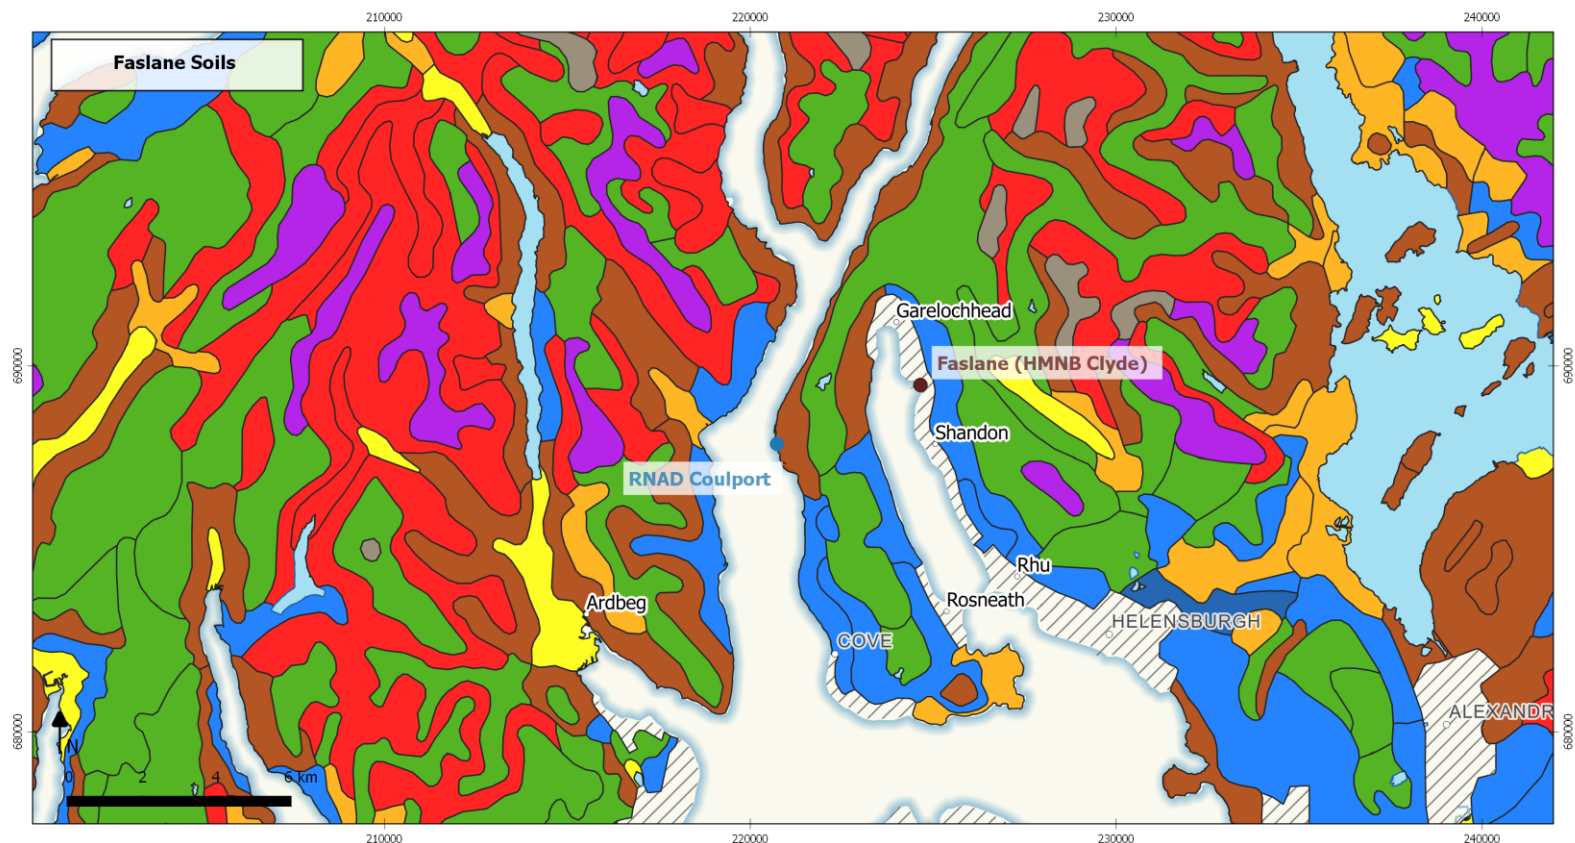 210000
220000
230000
240000
Faslane Soils
Garelochhead
690000
690000
Faslane (HMNB Clyde)
Shandon
RNAD Coulport
Rhu
Rosneath
Ardbeg
HELENSBURGH
COVE
ALEXANDR
680000
680000
N
0 2 4 6 km
210000
220000
230000
240000